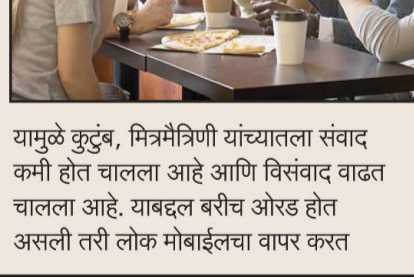 यामुळे कुटुंब, मित्रमैत्रिणी यांच्यातला संवाद
कमी होत चालला आहे आणि विसंवाद वाढत
चालला आहे. याबद्दल बरीच ओरड होत
असली तरी लोक मोबाईलचा वापर करत